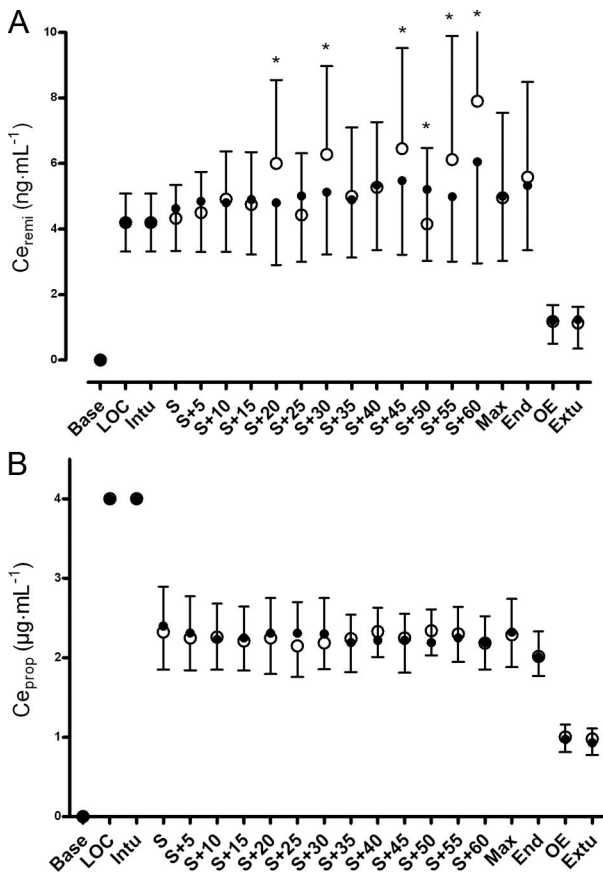 A
10
8
6
4
2
0
Ce_remi (ng·mL⁻¹)
* * * * * *
Base LOC Intu S S+5 S+10 S+15 S+20 S+25 S+30 S+35 S+40 S+45 S+50 S+55 S+60 Max End OE Extu
B
4
3
2
1
0
Ce_prop (µg·mL⁻¹)
Base LOC Intu S S+5 S+10 S+15 S+20 S+25 S+30 S+35 S+40 S+45 S+50 S+55 S+60 Max End OE Extu